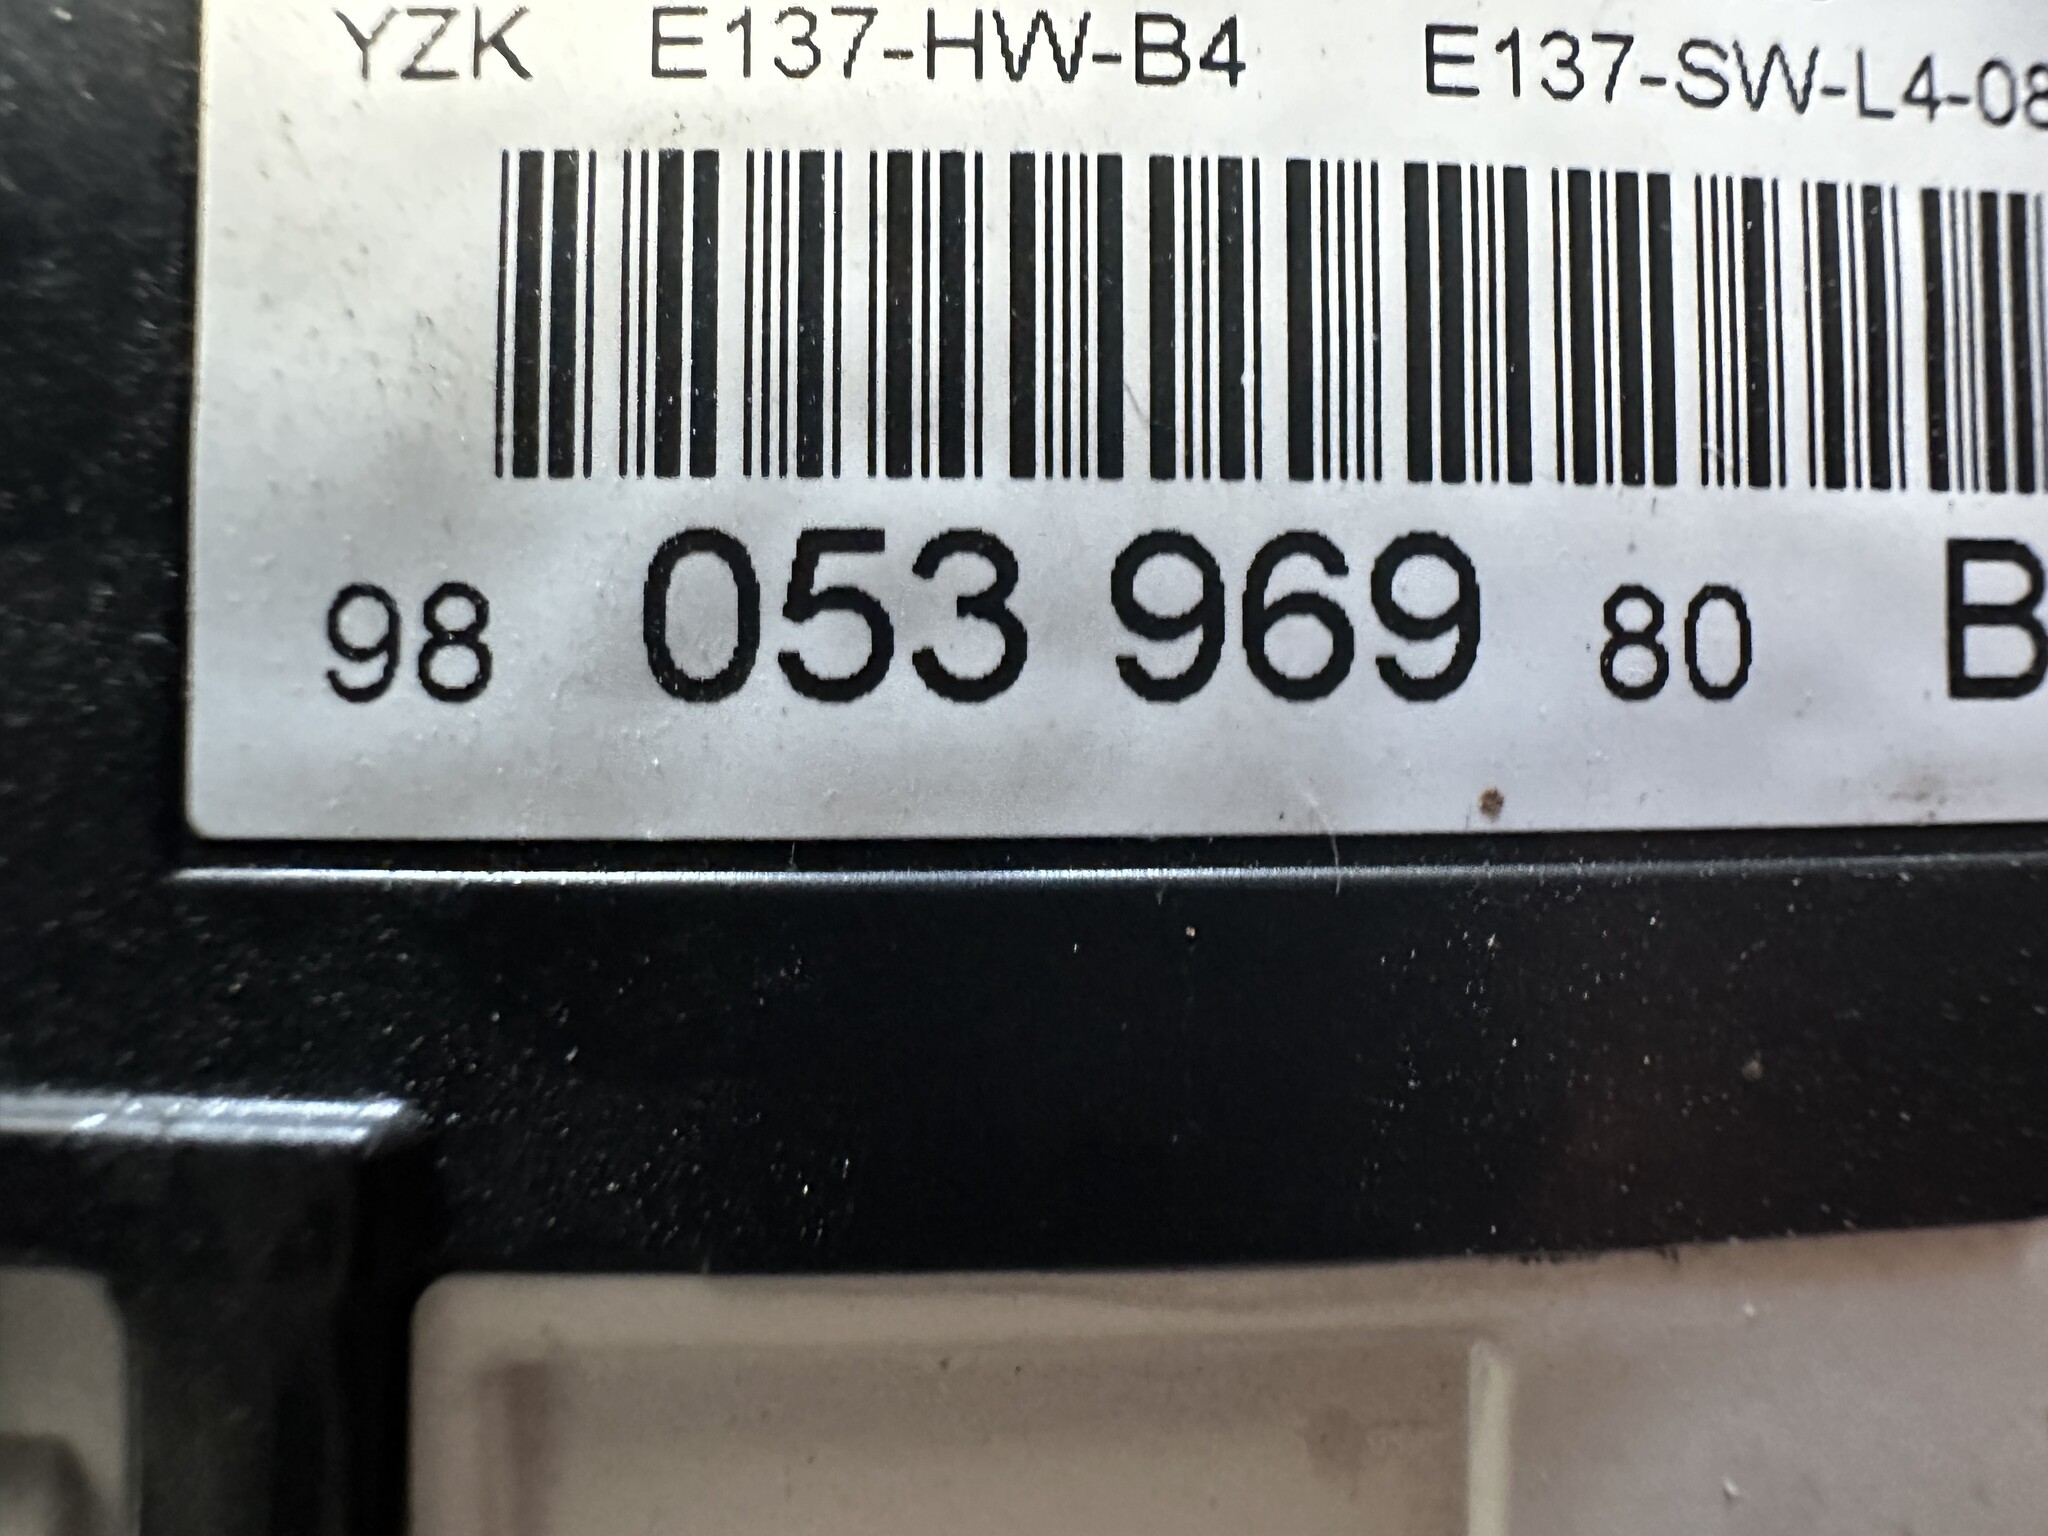 YZK E137-HW-B4 E137-SW-L4-08
98 053 969 80 B